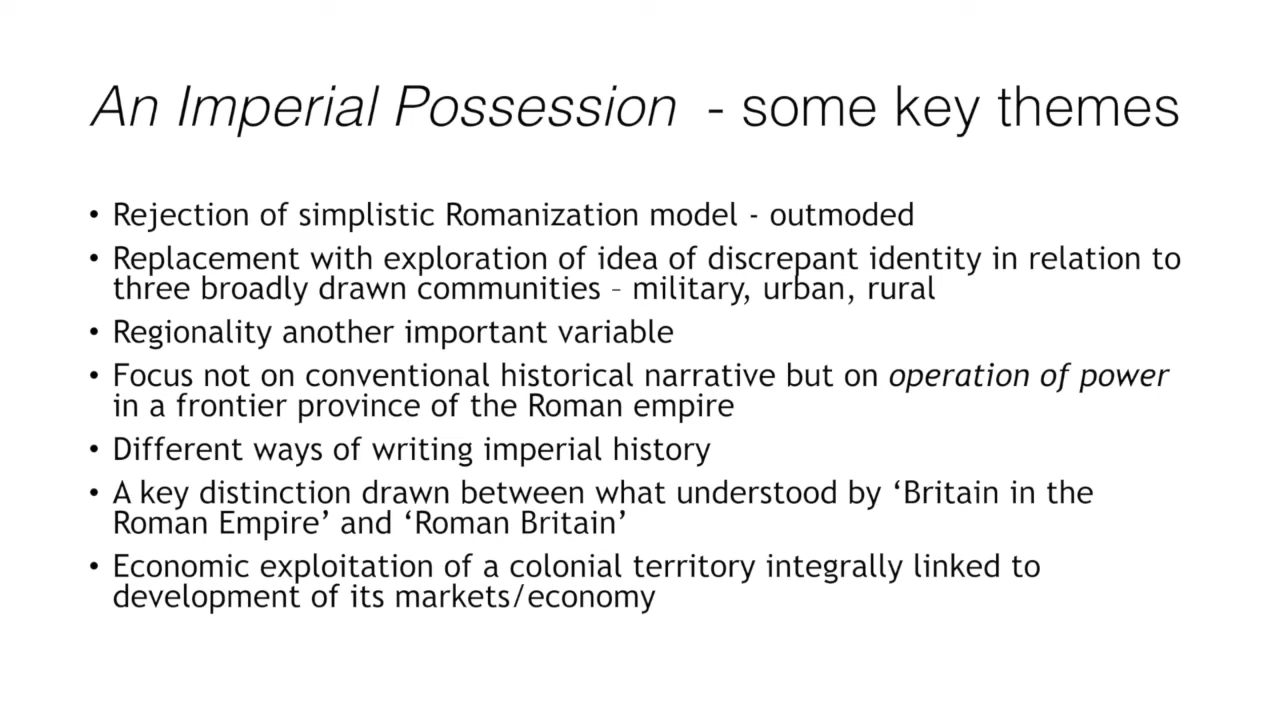 An Imperial Possession - some key themes
• Rejection of simplistic Romanization model - outmoded
• Replacement with exploration of idea of discrepant identity in relation to
three broadly drawn communities – military, urban, rural
• Regionality another important variable
• Focus not on conventional historical narrative but on operation of power
in a frontier province of the Roman empire
• Different ways of writing imperial history
• A key distinction drawn between what understood by ‘Britain in the
Roman Empire’ and ‘Roman Britain’
• Economic exploitation of a colonial territory integrally linked to
development of its markets/economy